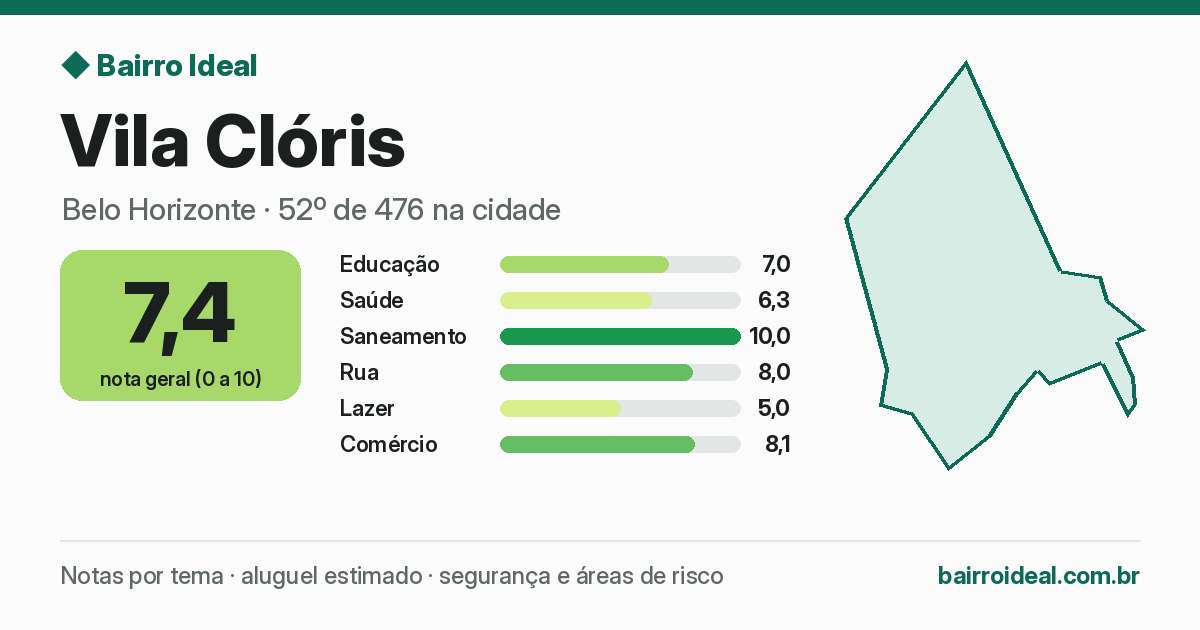 Bairro Ideal
Vila Clóris
Belo Horizonte · 52º de 476 na cidade
7,4
nota geral (0 a 10)
Educação 7,0
Saúde 6,3
Saneamento 10,0
Rua 8,0
Lazer 5,0
Comércio 8,1
Notas por tema · aluguel estimado · segurança e áreas de risco
bairroideal.com.br